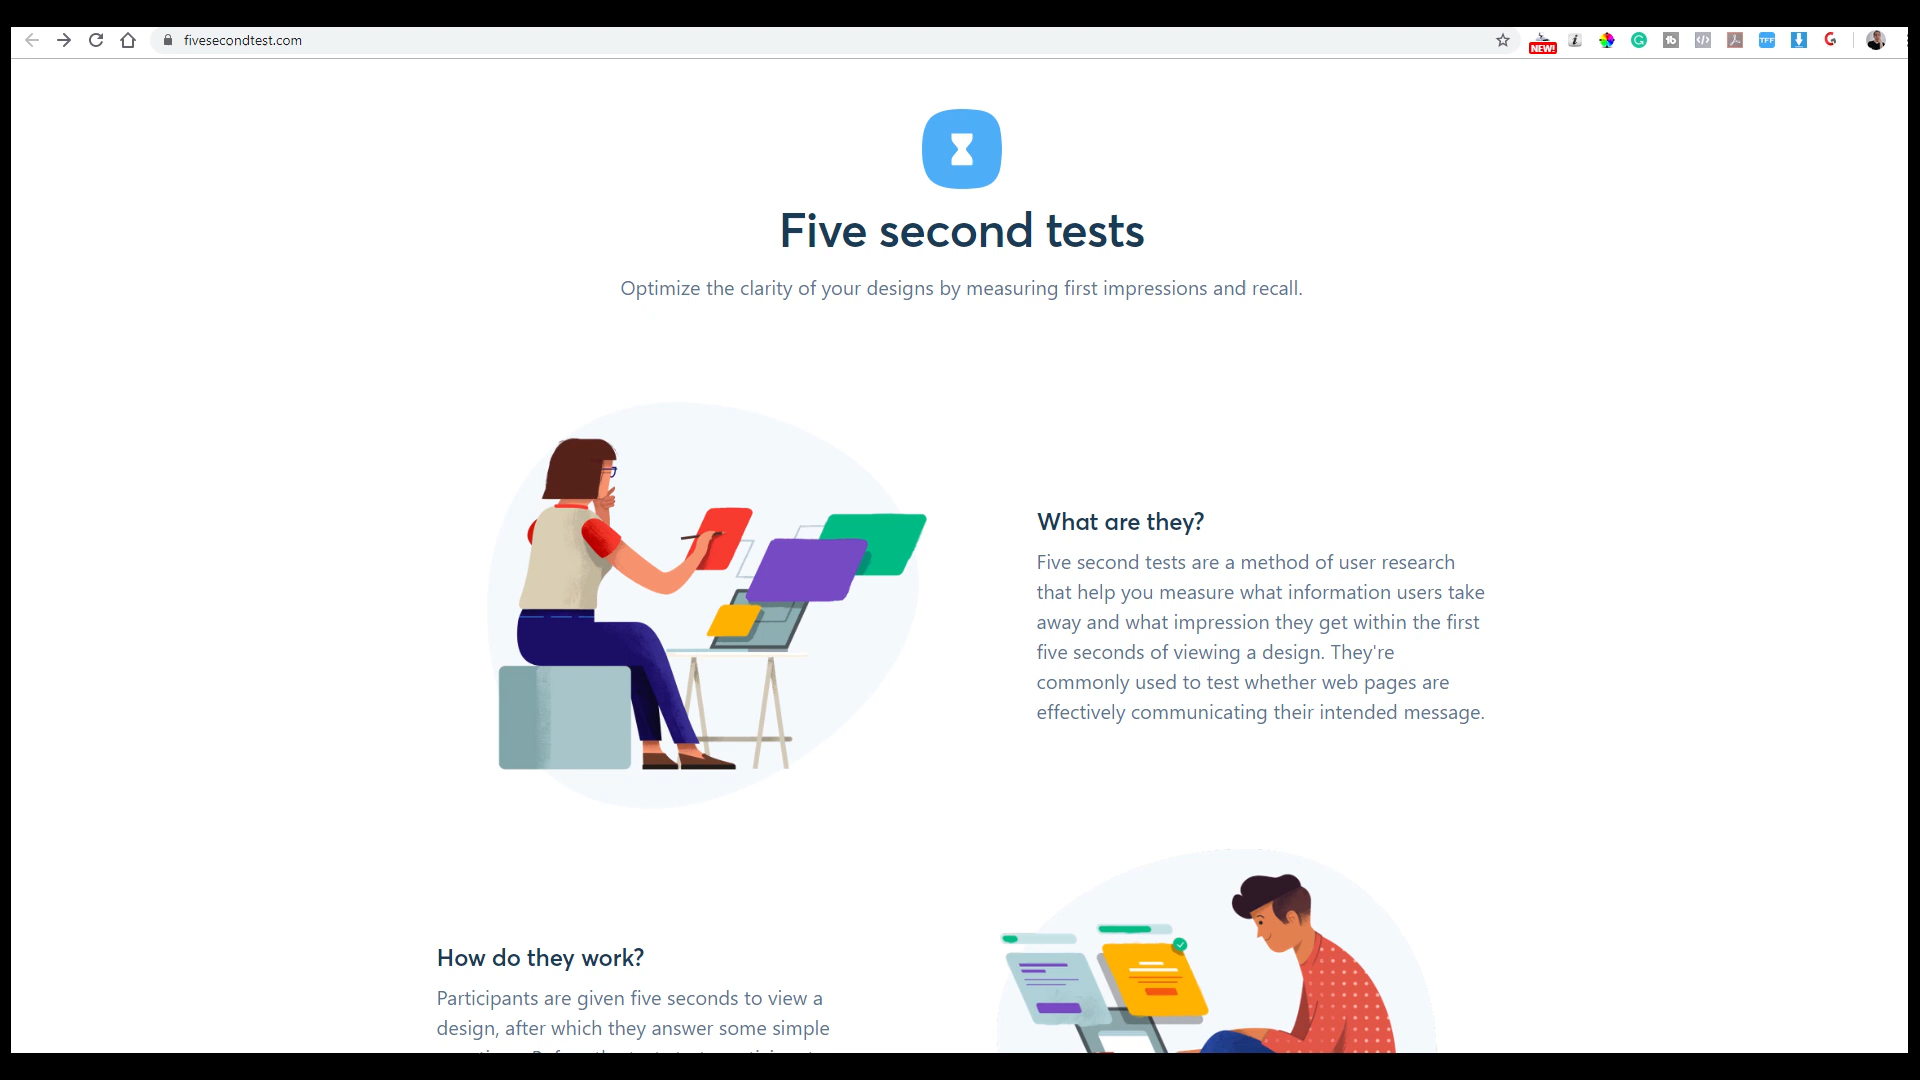 fivesecondtest.com
NEW!
TFF
Five second tests
Optimize the clarity of your designs by measuring first impressions and recall.
What are they?
Five second tests are a method of user research
that help you measure what information users take
away and what impression they get within the first
five seconds of viewing a design. They're
commonly used to test whether web pages are
effectively communicating their intended message.
How do they work?
Participants are given five seconds to view a
design, after which they answer some simple